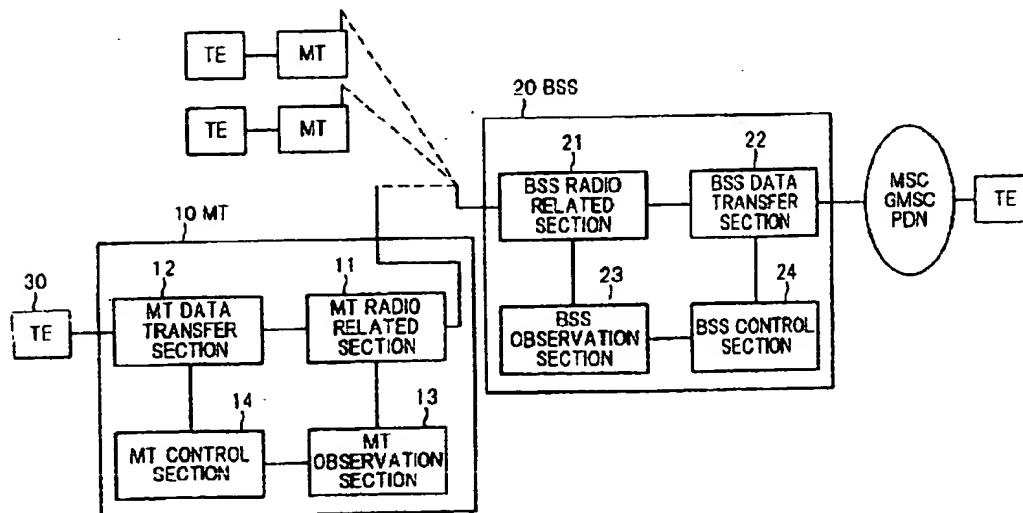 TE
MT
TE
MT
20 BSS
21
BSS RADIO
RELATED
SECTION
22
BSS DATA
TRANSFER
SECTION
MSC
GMSC
PDN
TE
23
BSS
OBSERVATION
SECTION
24
BSS CONTROL
SECTION
10 MT
30
TE
12
MT DATA
TRANSFER
SECTION
11
MT RADIO
RELATED
SECTION
14
MT CONTROL
SECTION
13
MT
OBSERVATION
SECTION